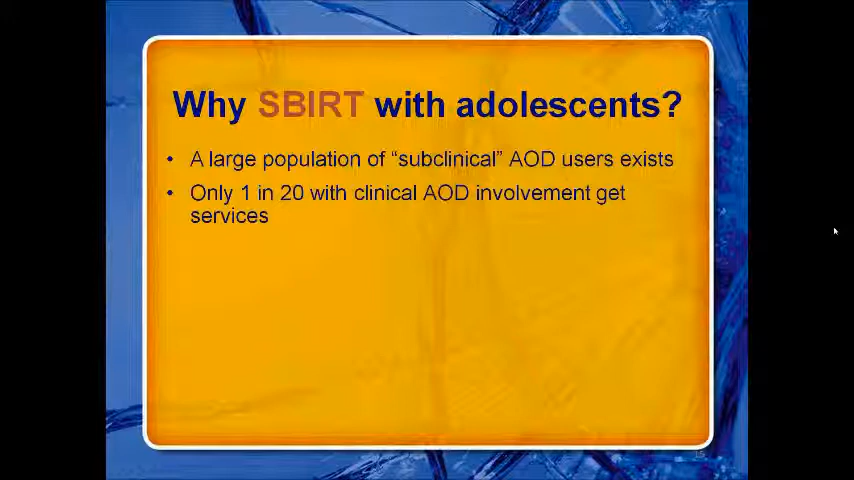 Why SBIRT with adolescents?
• A large population of “subclinical” AOD users exists
• Only 1 in 20 with clinical AOD involvement get
services